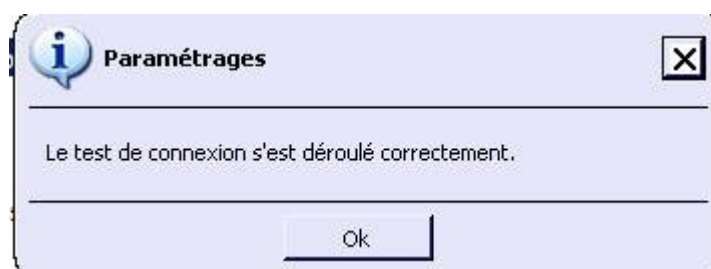 Paramétrages
Le test de connexion s'est déroulé correctement.
Ok